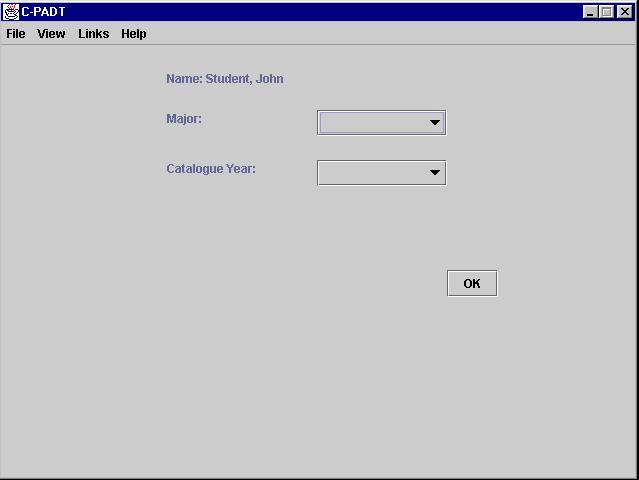 C-PADT
File View Links Help
Name: Student, John
Major:
Catalogue Year:
OK